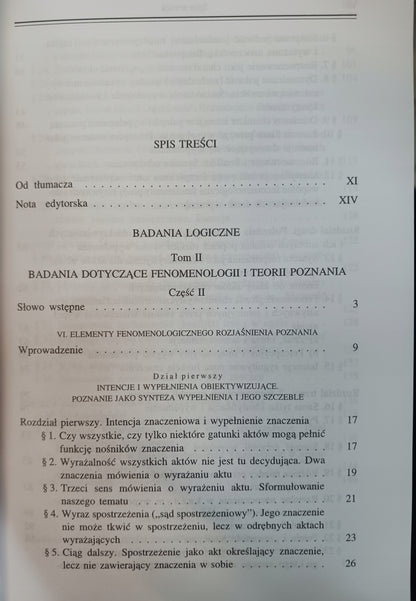 SPIS TREŚCI
Od tłumacza . . . . . . . . . . . . . . . . . . . . . . . . . . . . XI
Nota edytorska . . . . . . . . . . . . . . . . . . . . . . . . . . XIV
BADANIA LOGICZNE
Tom II
BADANIA DOTYCZĄCE FENOMENOLOGII I TEORII POZNANIA
Część II
Słowo wstępne . . . . . . . . . . . . . . . . . . . . . . . . . . 3
VI. ELEMENTY FENOMENOLOGICZNEGO ROZJAŚNIENIA POZNANIA
Wprowadzenie . . . . . . . . . . . . . . . . . . . . . . . . . . 9
Dział pierwszy
INTENCJE I WYPEŁNIENIA OBIEKTYWIZUJĄCE.
POZNANIE JAKO SYNTEZA WYPEŁNIENIA I JEGO SZCZEBLE
Rozdział pierwszy. Intencja znaczeniowa i wypełnienie znaczenia 17
§ 1. Czy wszystkie, czy tylko niektóre gatunki aktów mogą pełnić
funkcję nośników znaczenia . . . . . . . . . . . . . . . 17
§ 2. Wyrażalność wszystkich aktów nie jest tu decydująca. Dwa
znaczenia mówienia o wyrażaniu aktu . . . . . . . . . . 19
§ 3. Trzeci sens mówienia o wyrażaniu aktu. Sformułowanie
naszego tematu . . . . . . . . . . . . . . . . . . . . . . 21
§ 4. Wyraz spostrzeżenia („sąd spostrzeżeniowy"). Jego znaczenie
nie może tkwić w spostrzeżeniu, lecz w odrębnych aktach
wyrażających . . . . . . . . . . . . . . . . . . . . . . . 23
§ 5. Ciąg dalszy. Spostrzeżenie jako akt określający znaczenie,
lecz nie zawierający znaczenia w sobie . . . . . . . . . . 26